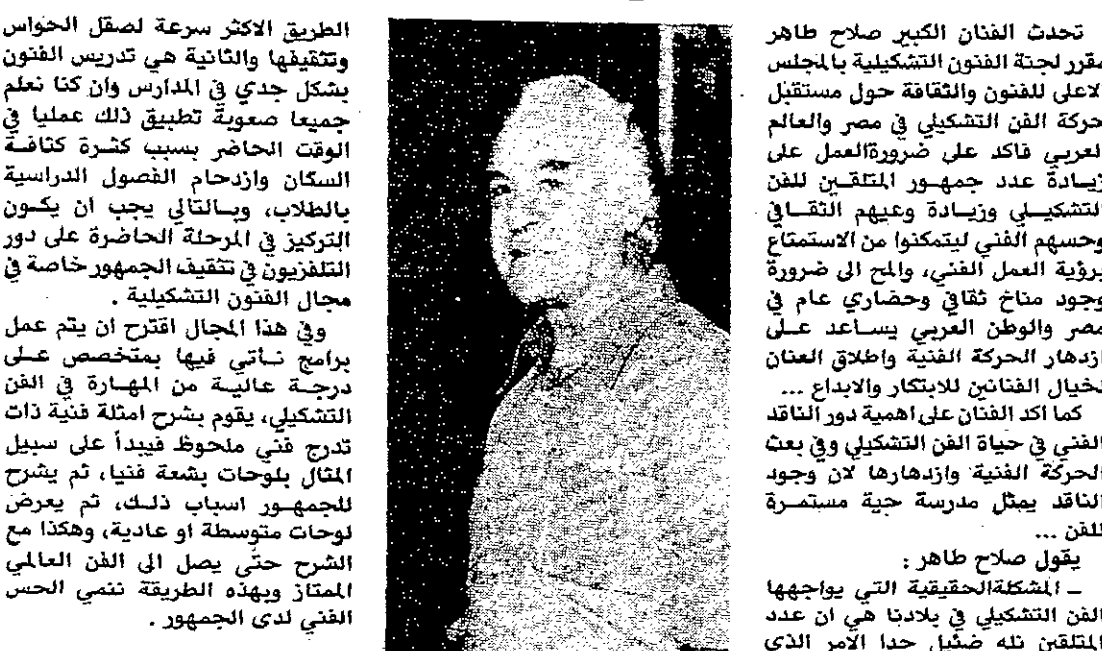 تحدث الفنان الكبير صلاح طاهر
مقرر لجنة الفنون التشكيلية بالمجلس
الاعلى للفنون والثقافة حول مستقبل
حركة الفن التشكيلي في مصر والعالم
العربي فاكد على ضرورةالعمل على
زيادة عدد جمهور المتلقين للفن
التشكيلي وزيادة وعيهم الثقافي
وحسهم الفني ليتمكنوا من الاستمتاع
برؤية العمل الفني، والمح الى ضرورة
وجود مناخ ثقافي وحضاري عام في
مصر والوطن العربي يساعد على
ازدهار الحركة الفنية واطلاق العنان
لخيال الفنانين للابتكار والابداع ...
كما اكد الفنان على اهمية دور الناقد
الفني في حياة الفن التشكيلي وفي بعث
الحركة الفنية وازدهارها لان وجود
الناقد يمثل مدرسة حية مستمرة
للفن ...
يقول صلاح طاهر :
ـ المشكلةالحقيقية التي يواجهها
الفن التشكيلي في بلادنا هي ان عدد
المتلقين له ضئيل جدا الامر الذي
الطريق الاكثر سرعة لصقل الحواس
وتثقيفها والثانية هي تدريس الفنون
بشكل جدي في المدارس وان كنا نعلم
جميعا صعوبة تطبيق ذلك عمليا في
الوقت الحاضر بسبب كثرة كثافة
السكان وازدحام الفصول الدراسية
بالطلاب، وبالتالي يجب ان يكون
التركيز في المرحلة الحاضرة على دور
التلفزيون في تثقيف الجمهور خاصة في
مجال الفنون التشكيلية .
وفي هذا المجال اقترح ان يتم عمل
برامج نأتي فيها بمتخصص على
درجة عالية من المهارة في الفن
التشكيلي، يقوم بشرح امثلة فنية ذات
تدرج فني ملحوظ فيبدأ على سبيل
المثال بلوحات بشعة فنيا، ثم يشرح
للجمهور اسباب ذلك، ثم يعرض
لوحات متوسطة او عادية، وهكذا مع
الشرح حتى يصل الى الفن العالمي
الممتاز وبهذه الطريقة ننمي الحس
الفني لدى الجمهور .